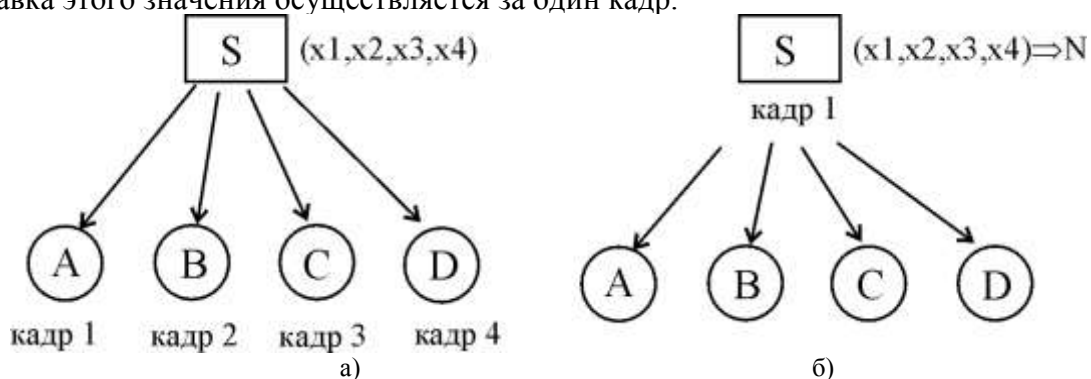 авка этого значения осуществляется за один кадр.
S (x1,x2,x3,x4)
S (x1,x2,x3,x4)⇒N
кадр 1
A B C D
A B C D
кадр 1 кадр 2 кадр 3 кадр 4
а) б)